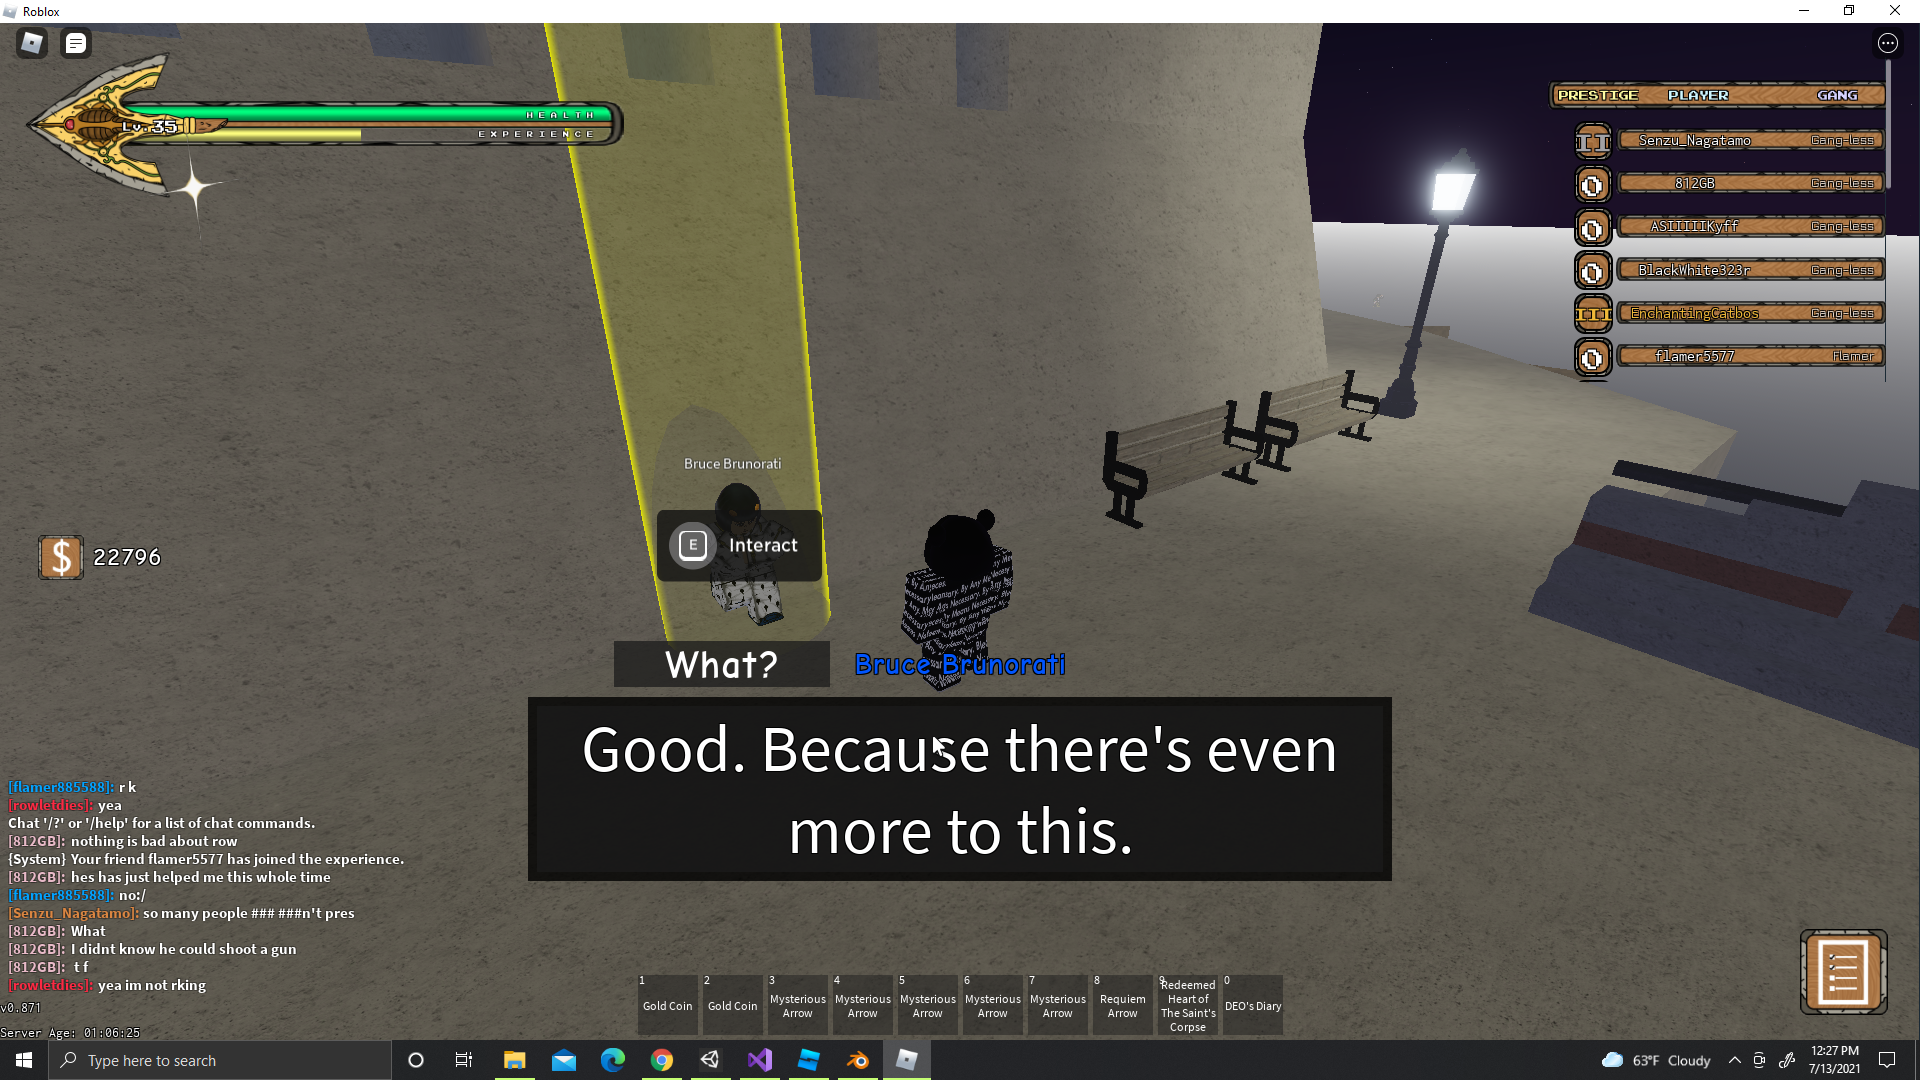 Roblox
Lv.35
HEALTH
EXPERIENCE
PRESTIGE PLAYER GANG
II Senzu_Nagatamo Gang-less
0 812GB Gang-less
0 ASIIIIIKyff Gang-less
0 BlackWhite323r Gang-less
III EnchantingCatbos Gang-less
0 flamer5577 Flamer
Bruce Brunorati
E Interact
$ 22796
What?
Bruce Brunorati
Good. Because there's even
more to this.
[flamer885588]: r k
[rowletdies]: yea
Chat '/?' or '/help' for a list of chat commands.
[812GB]: nothing is bad about row
{System} Your friend flamer5577 has joined the experience.
[812GB]: hes has just helped me this whole time
[flamer885588]: no:/
[Senzu_Nagatamo]: so many people ### ###n't pres
[812GB]: What
[812GB]: I didnt know he could shoot a gun
[812GB]: t f
[rowletdies]: yea im not rking
v0.871
Server Age: 01:06:25
1 Gold Coin
2 Gold Coin
3 Mysterious Arrow
4 Mysterious Arrow
5 Mysterious Arrow
6 Mysterious Arrow
7 Mysterious Arrow
8 Requiem Arrow
9 Redeemed Heart of The Saint's Corpse
0 DEO's Diary
Type here to search
63°F Cloudy
12:27 PM
7/13/2021